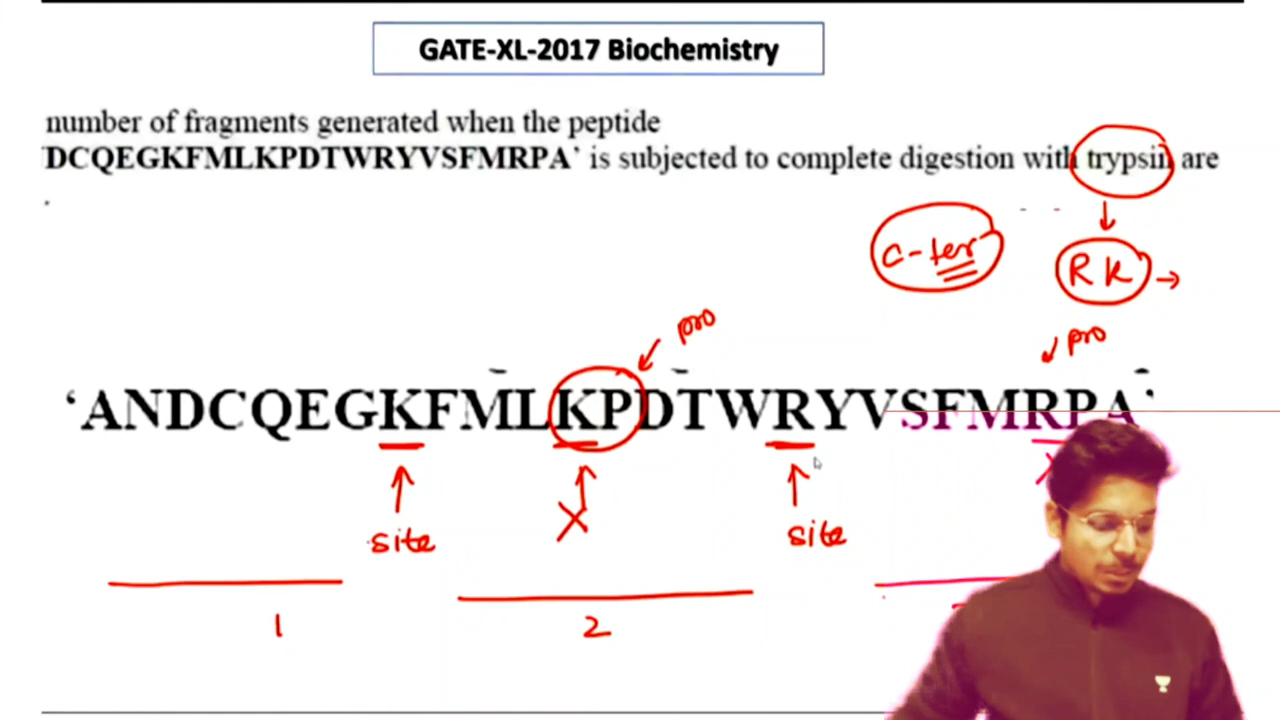 GATE-XL-2017 Biochemistry
number of fragments generated when the peptide
DCQEGKFMLKPDTWRYVSFMRPA’ is subjected to complete digestion with trypsin are
.
C-ter
RK →
pro
pro
‘ANDCQEGKFMLKPDTWRYVSFMRPA’
X
site
site
1
2